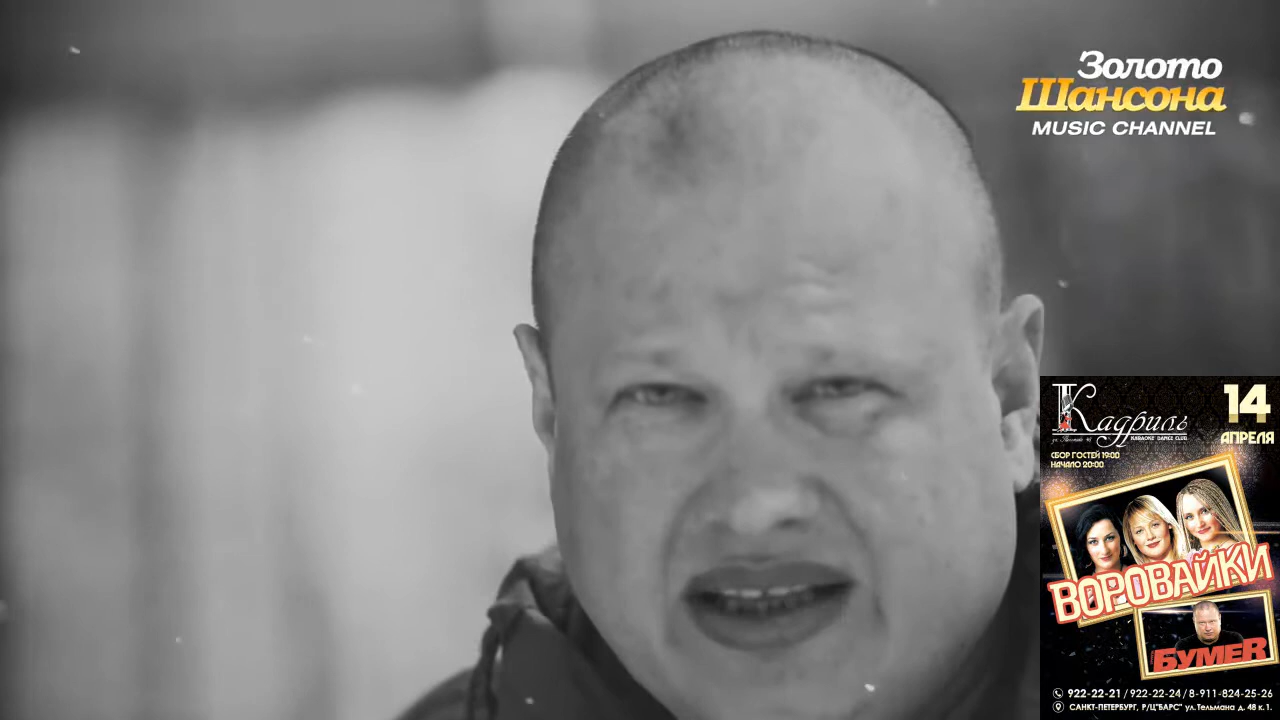 Золото
Шансона
MUSIC CHANNEL
Кадриль
KARAOKE DANCE CLUB
14
АПРЕЛЯ
СБОР ГОСТЕЙ 19:00
НАЧАЛО 20:00
ВОРОВАЙКИ
БУМЕR
922-22-21 / 922-22-24 / 8-911-824-25-26
САНКТ-ПЕТЕРБУРГ, Р/Ц"БАРС" ул.Тельмана д. 48 к.1.